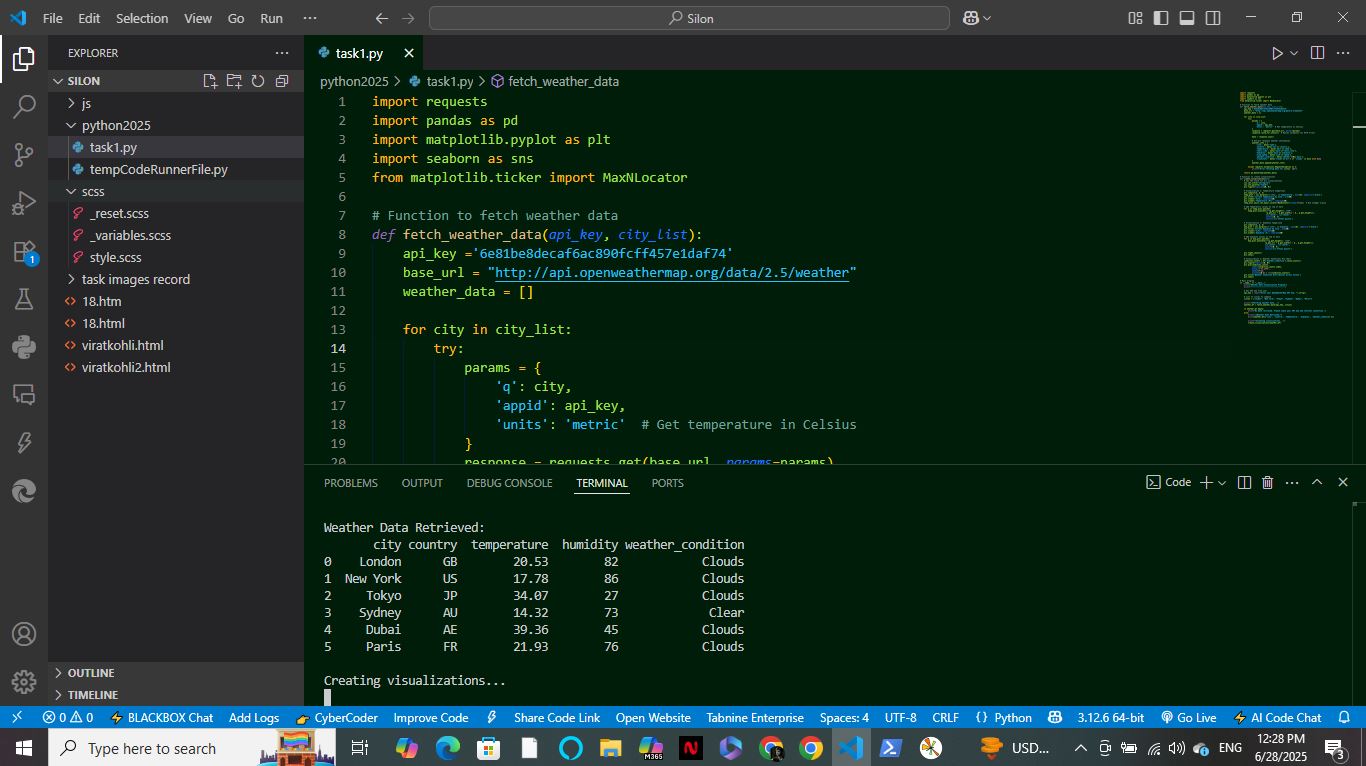 File Edit Selection View Go Run ··· Silon
EXPLORER ···
SILON
js
python2025
task1.py
tempCodeRunnerFile.py
scss
_reset.scss
_variables.scss
style.scss
task images record
18.htm
18.html
viratkohli.html
viratkohli2.html
OUTLINE
TIMELINE
1
task1.py
python2025 > task1.py > fetch_weather_data
1 import requests
2 import pandas as pd
3 import matplotlib.pyplot as plt
4 import seaborn as sns
5 from matplotlib.ticker import MaxNLocator
6
7 # Function to fetch weather data
8 def fetch_weather_data(api_key, city_list):
9 api_key ='6e81be8decaf6ac890fcff457e1daf74'
10 base_url = "http://api.openweathermap.org/data/2.5/weather"
11 weather_data = []
12
13 for city in city_list:
14 try:
15 params = {
16 'q': city,
17 'appid': api_key,
18 'units': 'metric' # Get temperature in Celsius
19 }
20 response = requests.get(base_url, params=params)
PROBLEMS OUTPUT DEBUG CONSOLE TERMINAL PORTS Code
Weather Data Retrieved:
city country temperature humidity weather_condition
0 London GB 20.53 82 Clouds
1 New York US 17.78 86 Clouds
2 Tokyo JP 34.07 27 Clouds
3 Sydney AU 14.32 73 Clear
4 Dubai AE 39.36 45 Clouds
5 Paris FR 21.93 76 Clouds
Creating visualizations...
0 0 BLACKBOX Chat Add Logs CyberCoder Improve Code Share Code Link Open Website Tabnine Enterprise Spaces: 4 UTF-8 CRLF {} Python 3.12.6 64-bit Go Live AI Code Chat
Type here to search M365 N USD... ENG 12:28 PM
6/28/2025 3